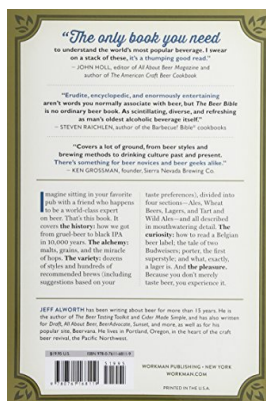 “The only book you need
to understand the world's most popular beverage. I swear
on a stack of these, it's a thumping good read.”
– JOHN HOLL, editor of All About Beer Magazine and
author of The American Craft Beer Cookbook
“Erudite, encyclopedic, and enormously entertaining
aren't words you normally associate with beer, but The Beer Bible
is no ordinary beer book. As scintillating, diverse, and refreshing
as man's oldest alcoholic beverage itself.”
– STEVEN RAICHLEN, author of the Barbecue! Bible® cookbooks
“Covers a lot of ground, from beer styles and
brewing methods to drinking culture past and present.
There's something for beer novices and beer geeks alike.”
– KEN GROSSMAN, founder, Sierra Nevada Brewing Co.
Imagine sitting in your favorite
pub with a friend who happens
to be a world-class expert
on beer. That's this book. It
covers the history: how we got
from gruel-beer to black IPA
in 10,000 years. The alchemy:
malts, grains, and the miracle
of hops. The variety: dozens
of styles and hundreds of
recommended brews (including
suggestions based on your
taste preferences), divided into
four sections—Ales, Wheat
Beers, Lagers, and Tart and
Wild Ales—and all described
in mouthwatering detail. The
curiosity: how to read a Belgian
beer label; the tale of two
Budweisers; porter, the first
superstyle; and what, exactly,
a lager is. And the pleasure.
Because you don't merely
taste beer, you experience it.
JEFF ALWORTH has been writing about beer for more than 15 years. He is
the author of The Beer Tasting Toolkit and Cider Made Simple, and has also written
for Draft, All About Beer, BeerAdvocate, Sunset, and more, as well as for his
popular site, Beervana. He lives in Portland, Oregon, in the heart of the craft
beer revival, the Pacific Northwest.
$19.95 U.S.
ISBN 978-0-7611-6811-9
9 780761 168119
51995
WORKMAN PUBLISHING • NEW YORK
WORKMAN.COM
PRINTED IN THE U.S.A.